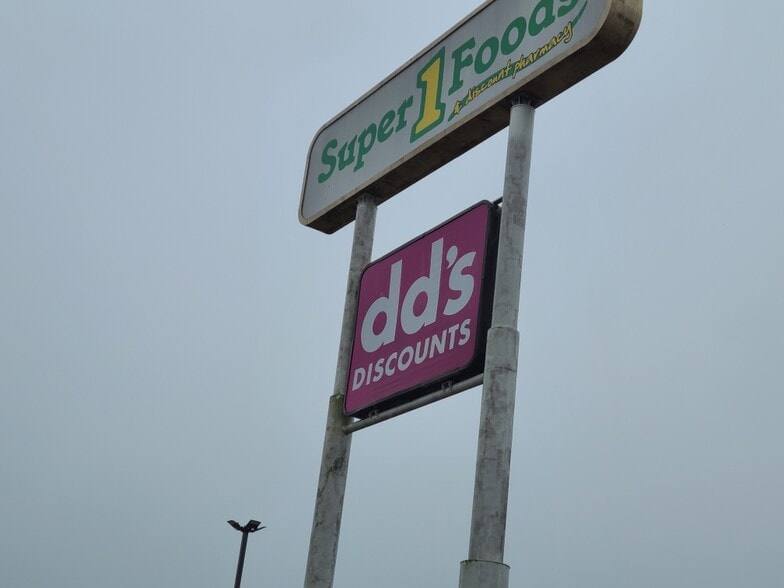 Super 1 Foods
& discount pharmacy
dd's
DISCOUNTS